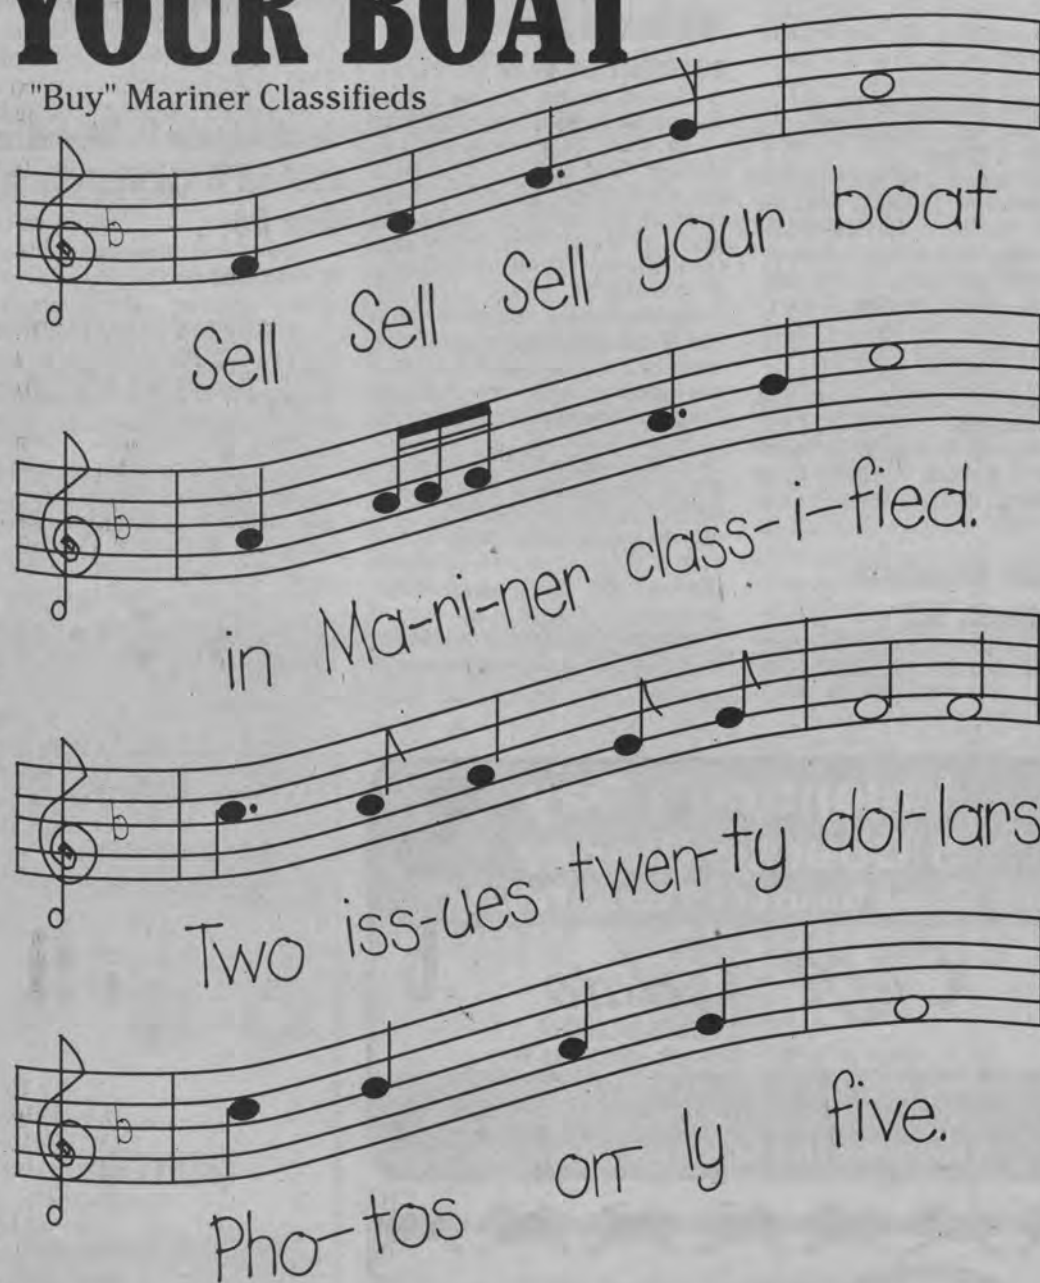 YOUR BOAT
"Buy" Mariner Classifieds
Sell Sell Sell your boat
in Ma-ri-ner class-i-fied.
Two iss-ues twen-ty dol-lars
Pho-tos on- ly five.